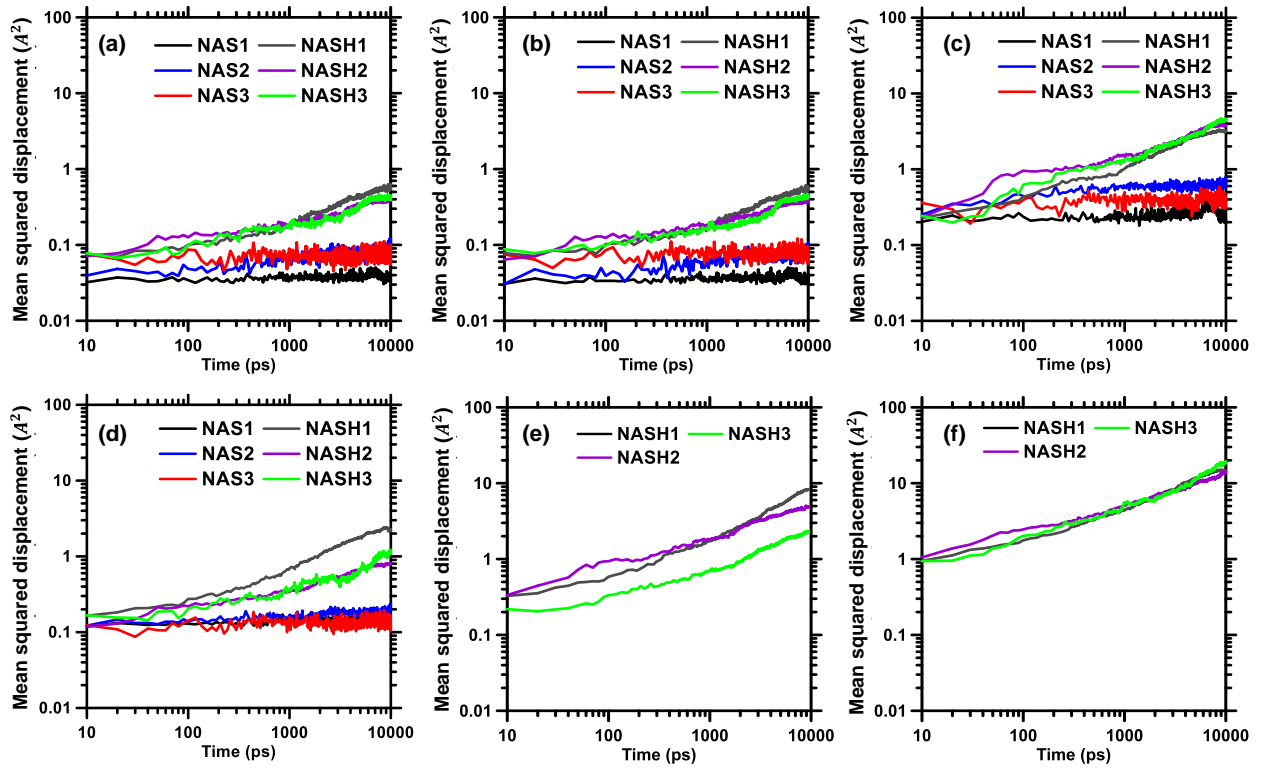 (a)
NAS1 NASH1
NAS2 NASH2
NAS3 NASH3
100
10
1
0.1
0.01
10 100 1000 10000
Time (ps)
Mean squared displacement (A²)
(b)
NAS1 NASH1
NAS2 NASH2
NAS3 NASH3
100
10
1
0.1
0.01
10 100 1000 10000
Time (ps)
Mean squared displacement (A²)
(c)
NAS1 NASH1
NAS2 NASH2
NAS3 NASH3
100
10
1
0.1
0.01
10 100 1000 10000
Time (ps)
Mean squared displacement (A²)
(d)
NAS1 NASH1
NAS2 NASH2
NAS3 NASH3
100
10
1
0.1
0.01
10 100 1000 10000
Time (ps)
Mean squared displacement (A²)
(e)
NASH1 NASH3
NASH2
100
10
1
0.1
0.01
10 100 1000 10000
Time (ps)
Mean squared displacement (A²)
(f)
NASH1 NASH3
NASH2
100
10
1
0.1
0.01
10 100 1000 10000
Time (ps)
Mean squared displacement (A²)